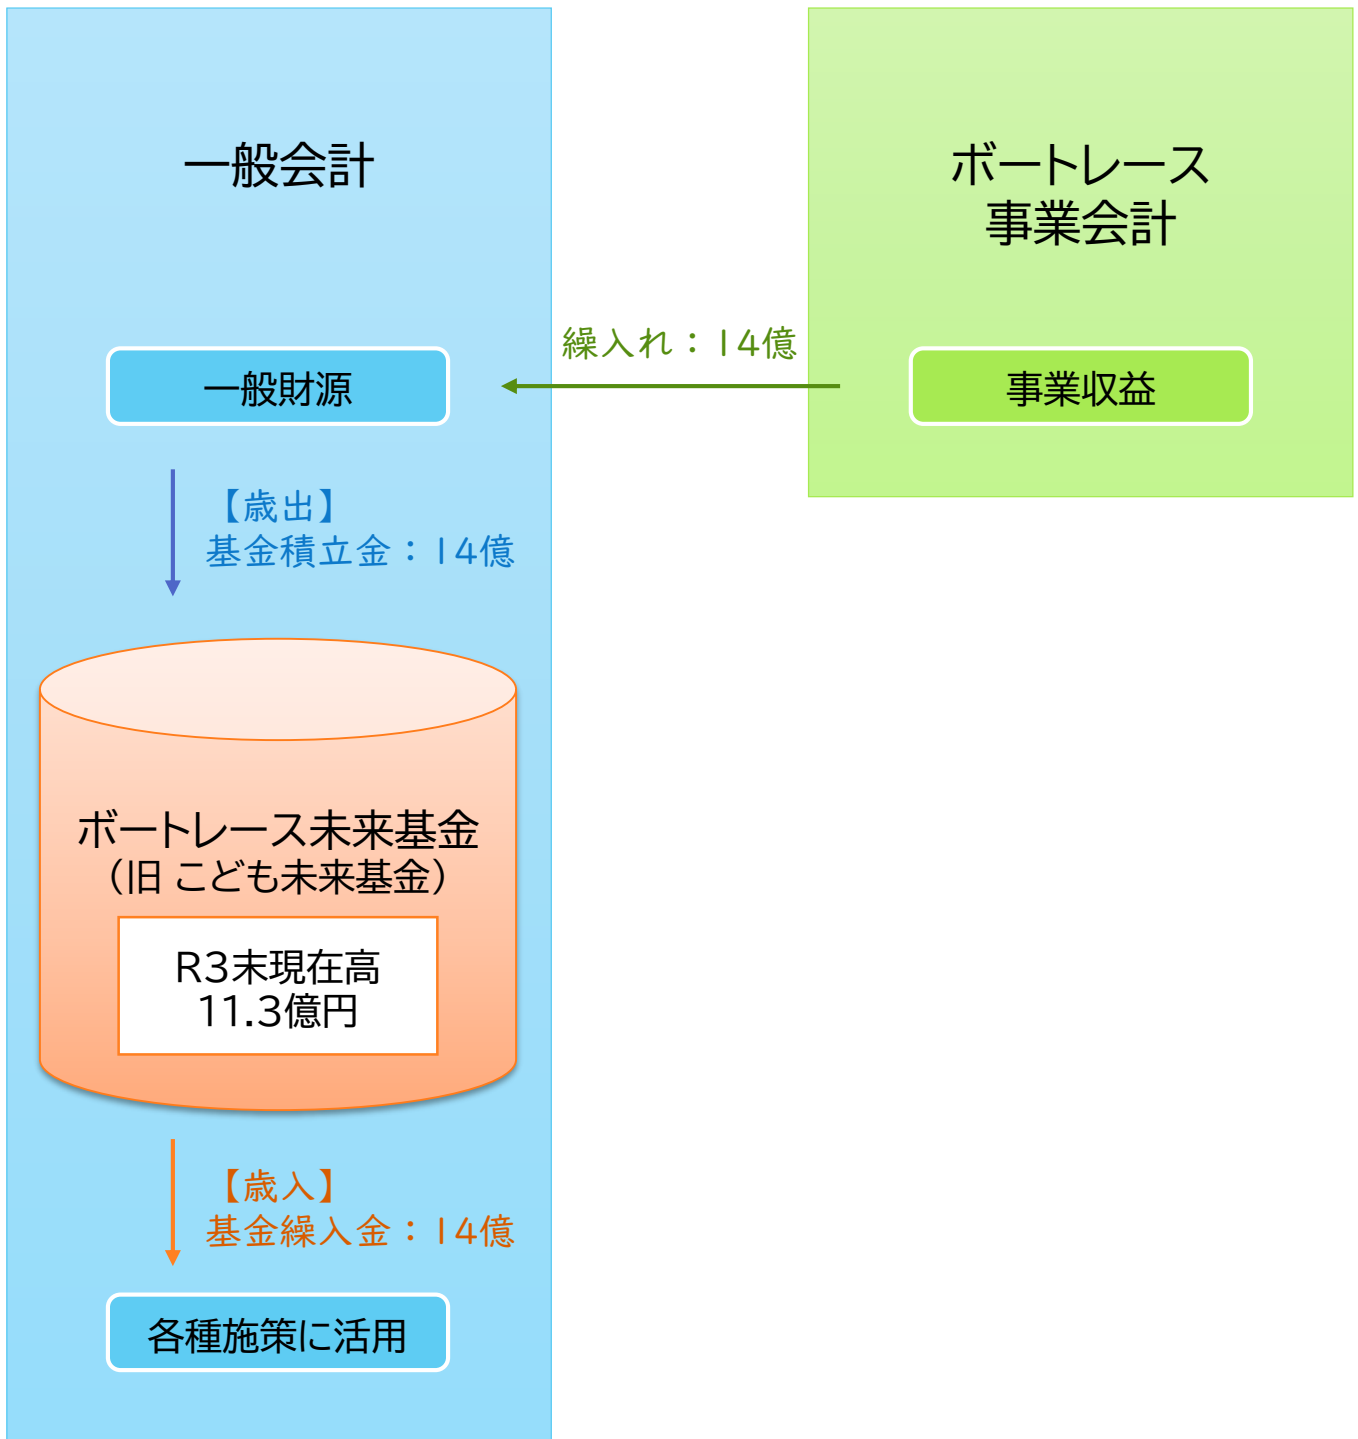 一般会計
ボートレース
事業会計
繰入れ：14億
一般財源
事業収益
【歳出】
基金積立金：14億
ボートレース未来基金
（旧 こども未来基金）
R3末現在高
11.3億円
【歳入】
基金繰入金：14億
各種施策に活用